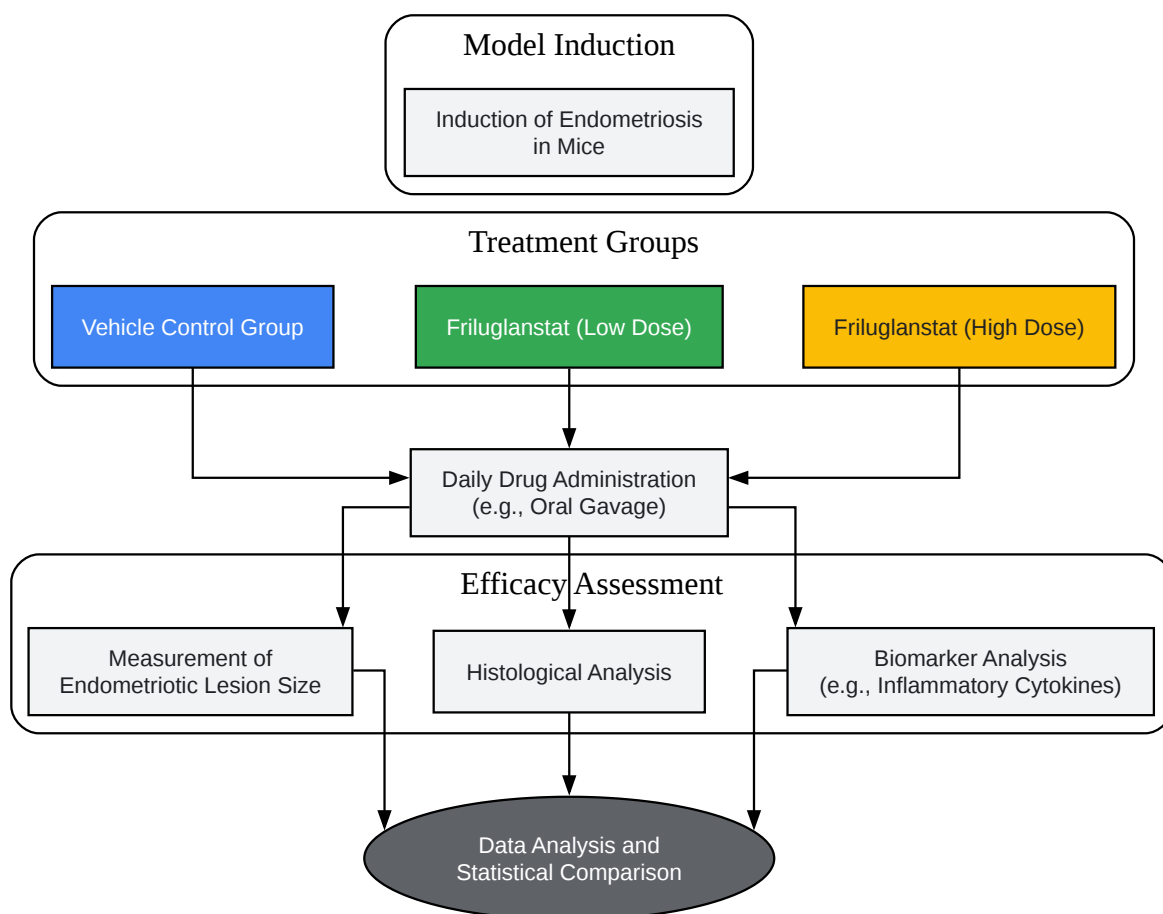 Model Induction
Induction of Endometriosis
in Mice
Treatment Groups
Vehicle Control Group
Friluglanstat (Low Dose)
Friluglanstat (High Dose)
Daily Drug Administration
(e.g., Oral Gavage)
Efficacy Assessment
Measurement of
Endometriotic Lesion Size
Histological Analysis
Biomarker Analysis
(e.g., Inflammatory Cytokines)
Data Analysis and
Statistical Comparison